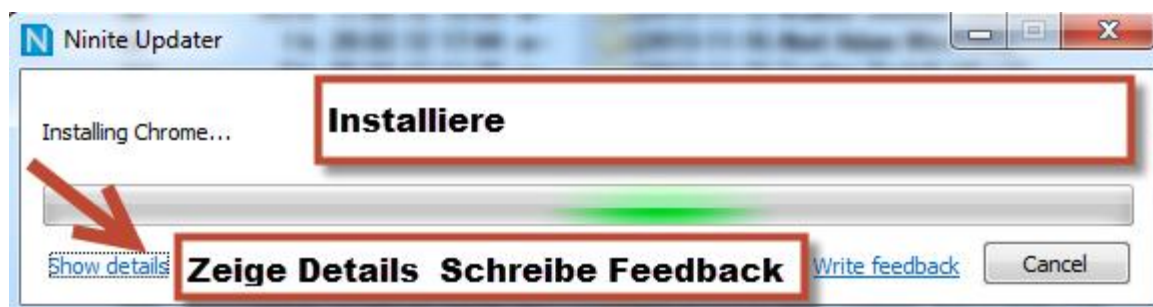 Ninite Updater
Installing Chrome...
Installiere
Show details Zeige Details Schreibe Feedback Write feedback Cancel